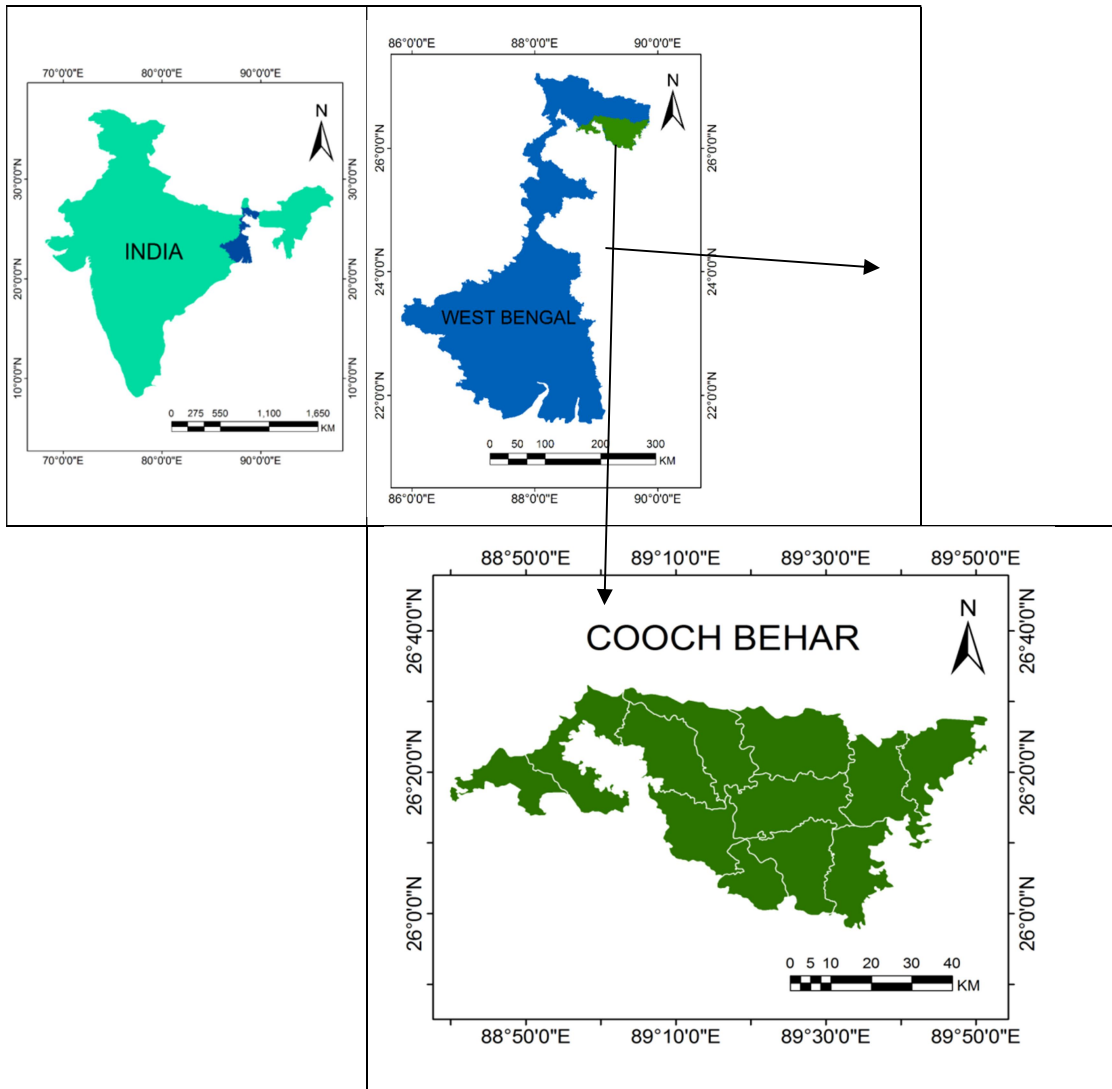 70°0'0"E 80°0'0"E 90°0'0"E
N
30°0'0"N 30°0'0"N
INDIA
20°0'0"N 20°0'0"N
10°0'0"N 10°0'0"N
0 275 550 1,100 1,650
KM
70°0'0"E 80°0'0"E 90°0'0"E
86°0'0"E 88°0'0"E 90°0'0"E
N
26°0'0"N 26°0'0"N
24°0'0"N 24°0'0"N
WEST BENGAL
22°0'0"N 22°0'0"N
0 50 100 200 300
KM
86°0'0"E 88°0'0"E 90°0'0"E
88°50'0"E 89°10'0"E 89°30'0"E 89°50'0"E
N
26°40'0"N 26°40'0"N
COOCH BEHAR
26°20'0"N 26°20'0"N
26°0'0"N 26°0'0"N
0 5 10 20 30 40
KM
88°50'0"E 89°10'0"E 89°30'0"E 89°50'0"E